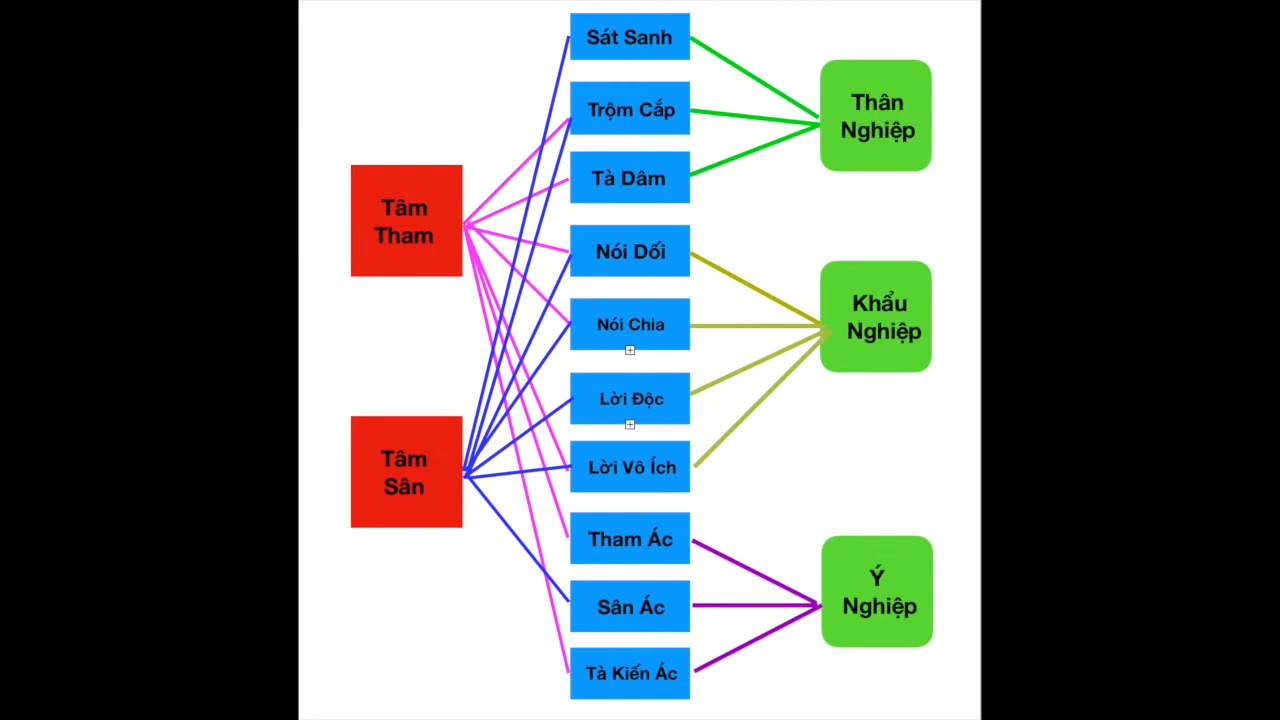 Sát Sanh
Trộm Cắp
Tà Dâm
Nói Dối
Nói Chia
Lời Độc
Lời Vô Ích
Tham Ác
Sân Ác
Tà Kiến Ác
Tâm
Tham
Tâm
Sân
Thân
Nghiệp
Khẩu
Nghiệp
Ý
Nghiệp